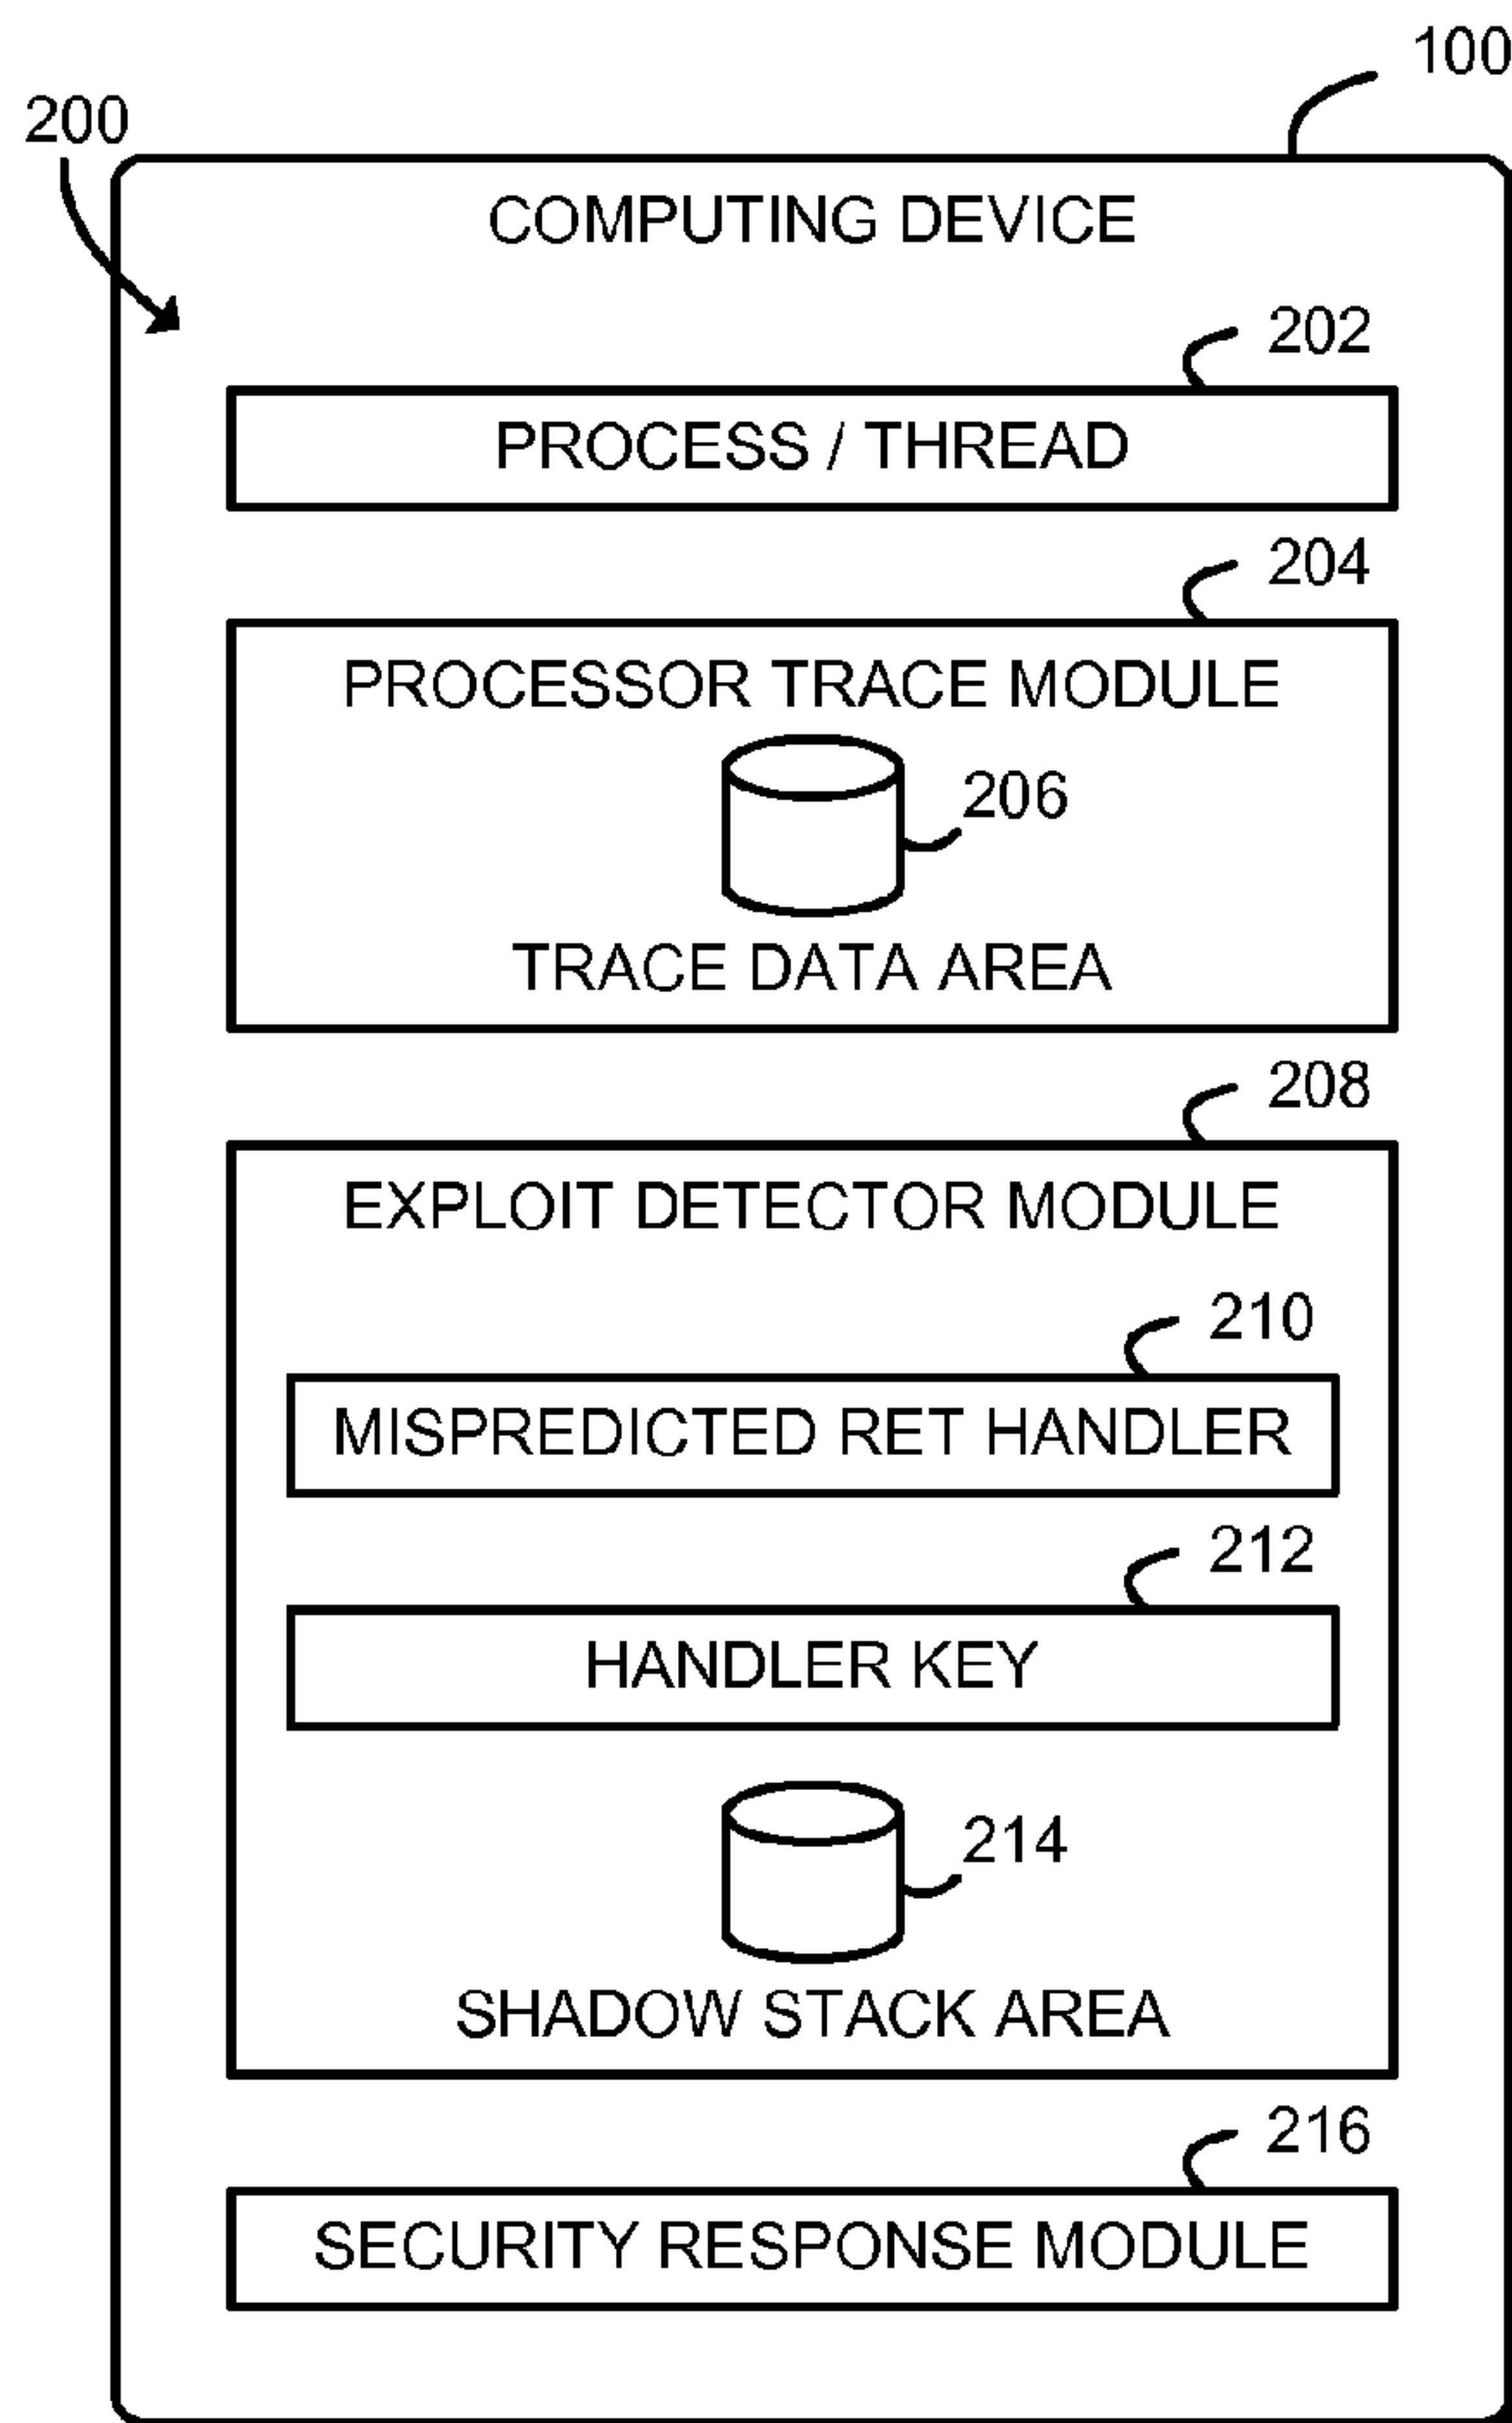 100
200
COMPUTING DEVICE
202
PROCESS / THREAD
204
PROCESSOR TRACE MODULE
206
TRACE DATA AREA
208
EXPLOIT DETECTOR MODULE
210
MISPREDICTED RET HANDLER
212
HANDLER KEY
214
SHADOW STACK AREA
216
SECURITY RESPONSE MODULE